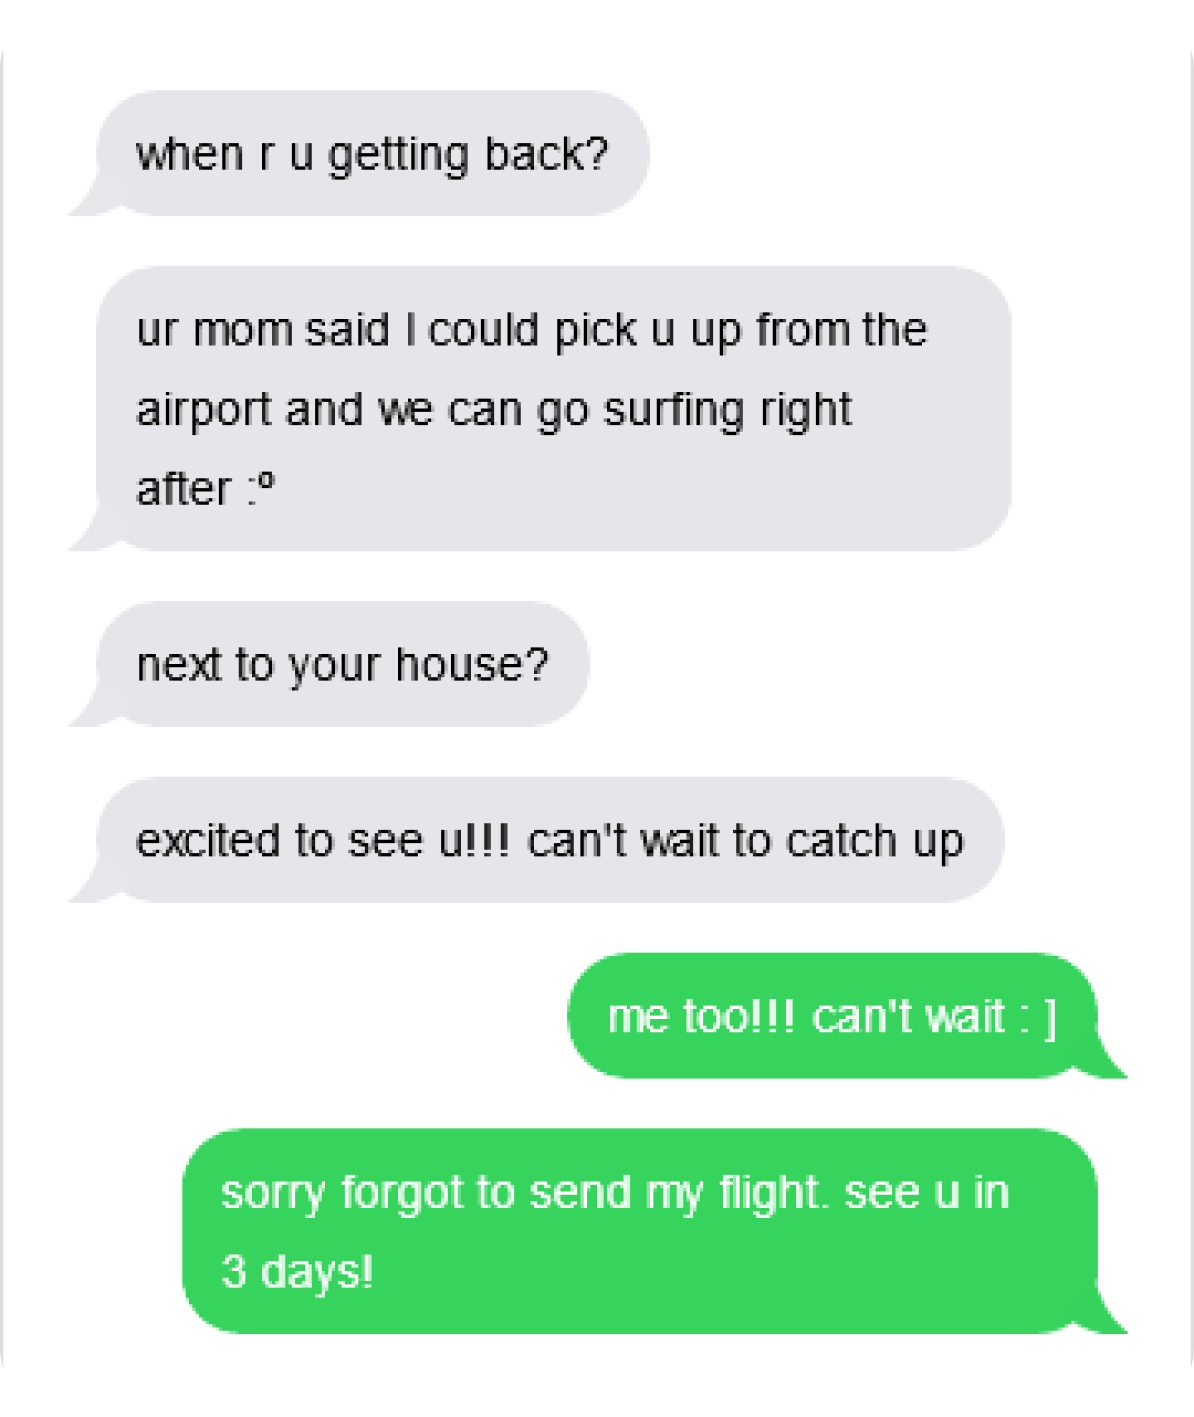 when r u getting back?
ur mom said I could pick u up from the
airport and we can go surfing right
after :º
next to your house?
excited to see u!!! can't wait to catch up
me too!!! can't wait : ]
sorry forgot to send my flight. see u in
3 days!